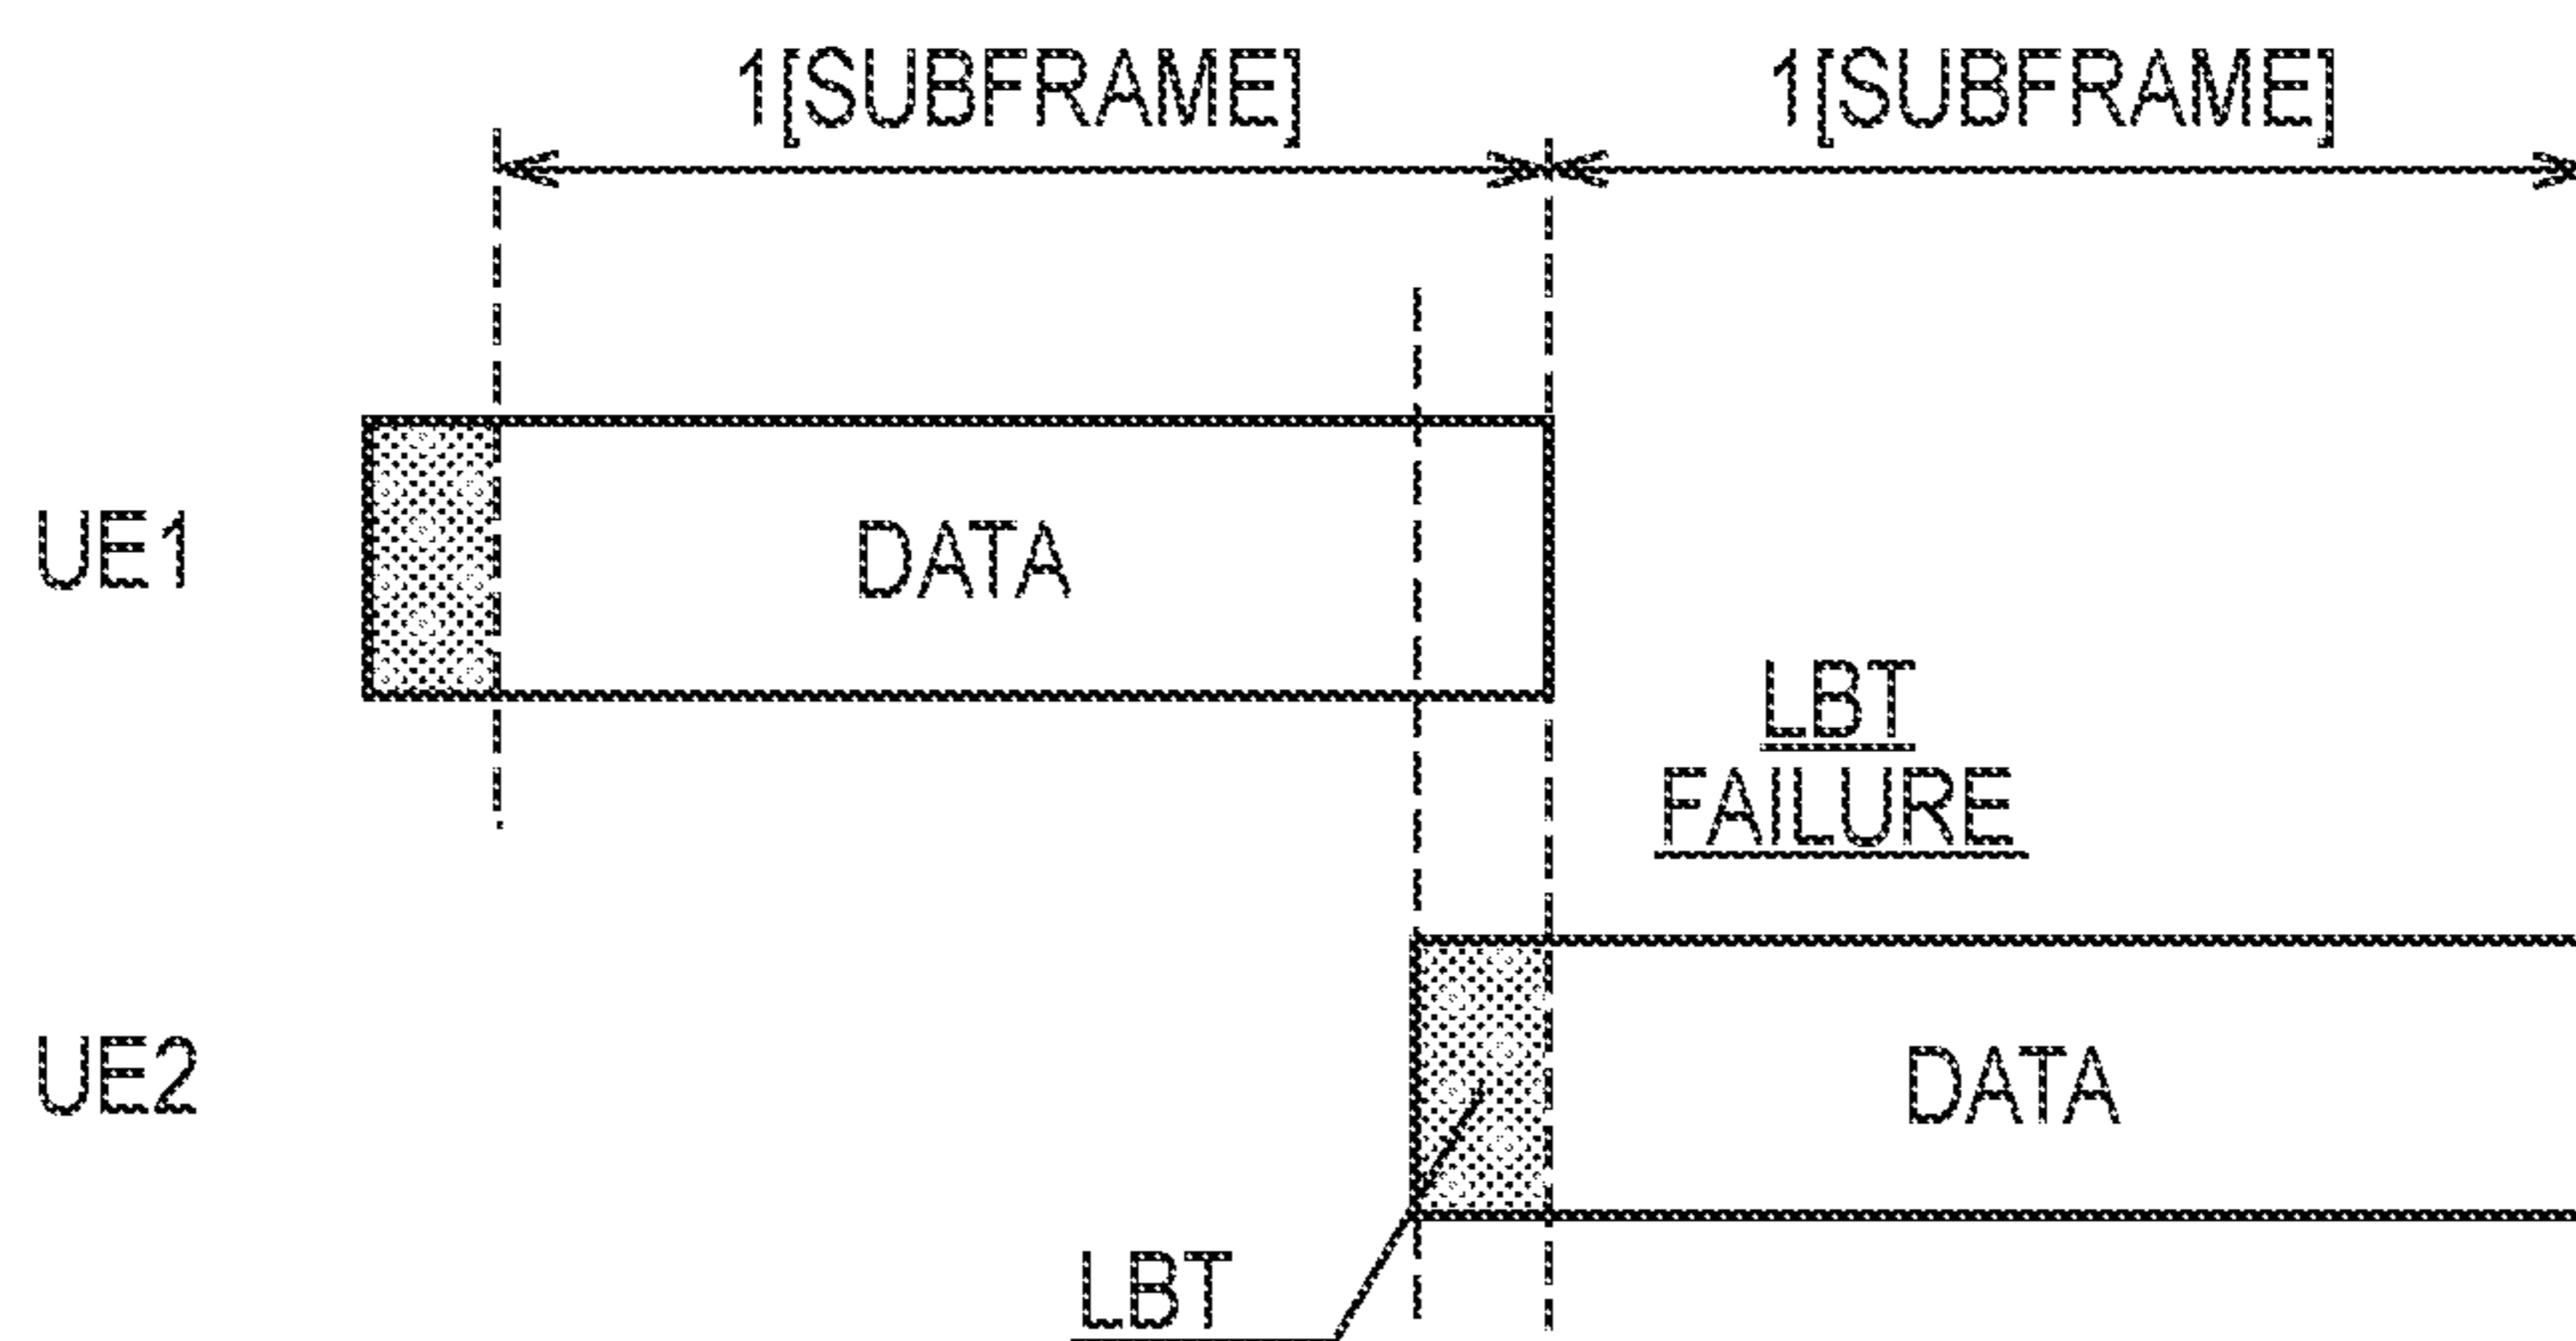 1[SUBFRAME] 1[SUBFRAME]
UE1 DATA
LBT
FAILURE
UE2 DATA
LBT